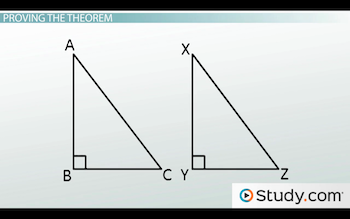 PROVING THE THEOREM
A X
B C Y Z
Study.com